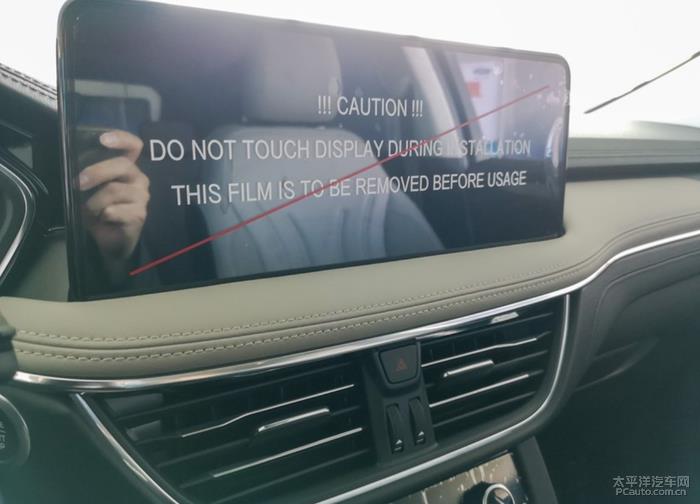 !!! CAUTION !!!
DO NOT TOUCH DISPLAY DURING INSTALLATION
THIS FILM IS TO BE REMOVED BEFORE USAGE
太平洋汽车网
PCauto.com.cn